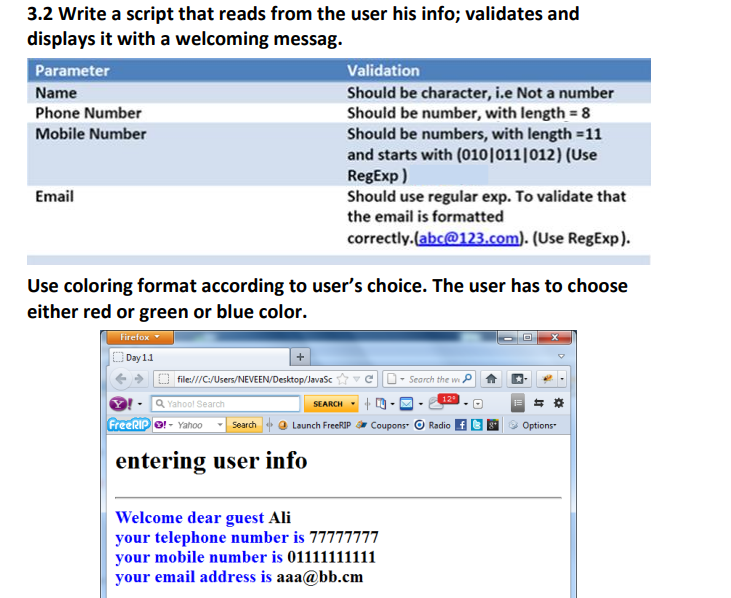 3.2 Write a script that reads from the user his info; validates and
displays it with a welcoming messag.
Parameter Validation
Name Should be character, i.e Not a number
Phone Number Should be number, with length = 8
Mobile Number Should be numbers, with length =11
and starts with (010|011|012) (Use
RegExp )
Email Should use regular exp. To validate that
the email is formatted
correctly.(abc@123.com). (Use RegExp).
Use coloring format according to user's choice. The user has to choose
either red or green or blue color.
Firefox
Day 1.1 +
file:///C:/Users/NEVEEN/Desktop/JavaSc Search the w
Y! Yahoo! Search SEARCH 12°
FreeRIP Y! - Yahoo Search Launch FreeRIP Coupons Radio f Options
entering user info
Welcome dear guest Ali
your telephone number is 77777777
your mobile number is 01111111111
your email address is aaa@bb.cm